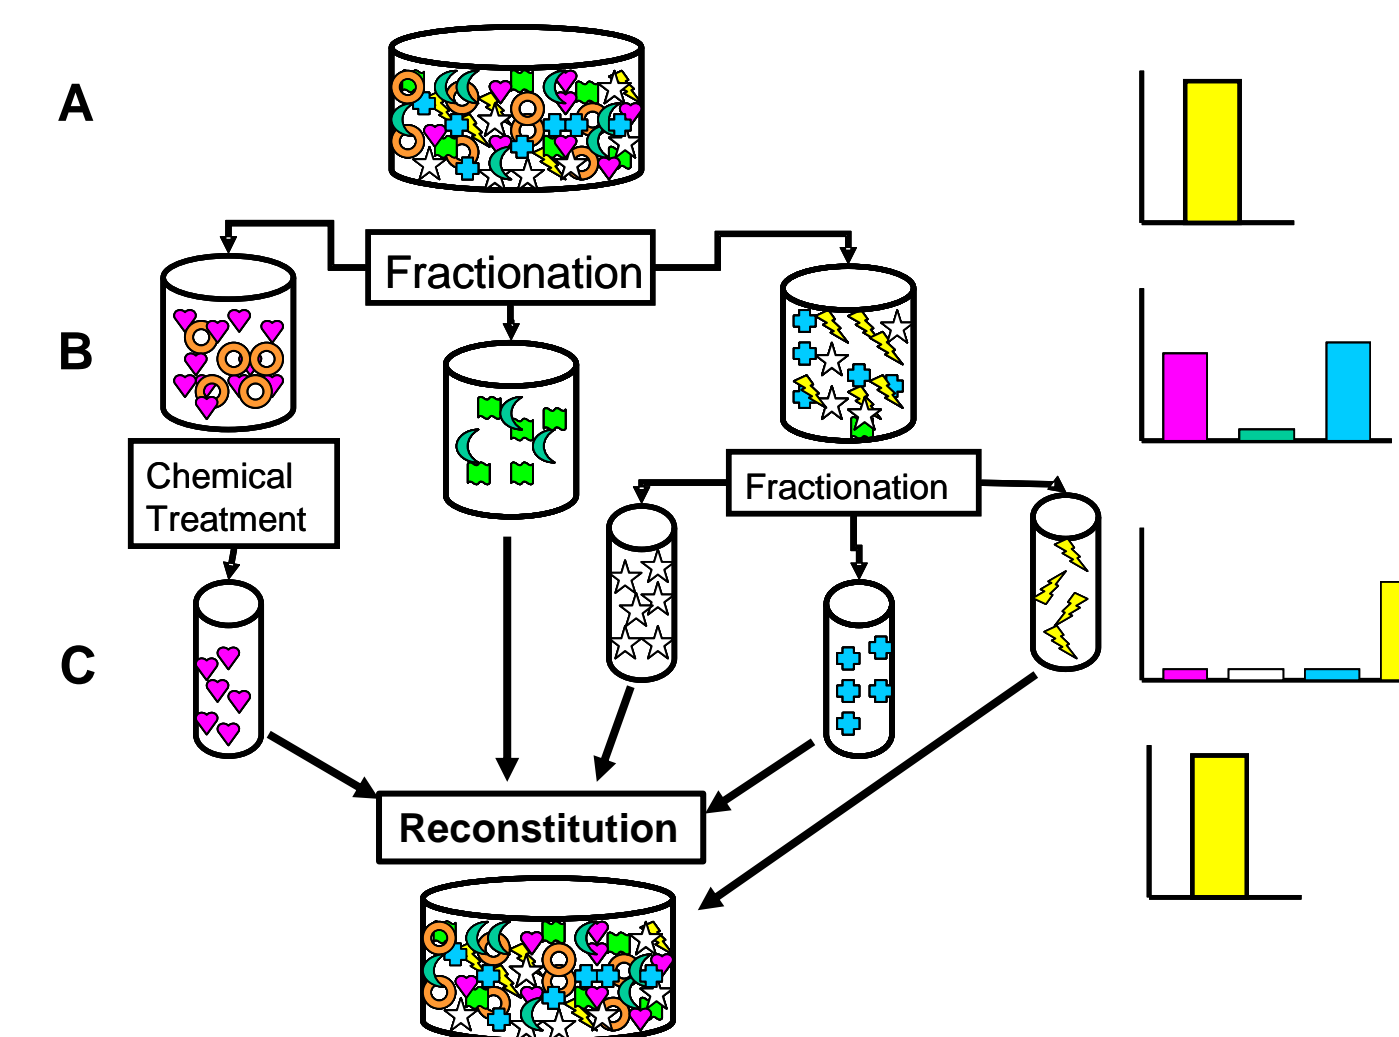 A
Fractionation
B
Chemical
Treatment
Fractionation
C
Reconstitution